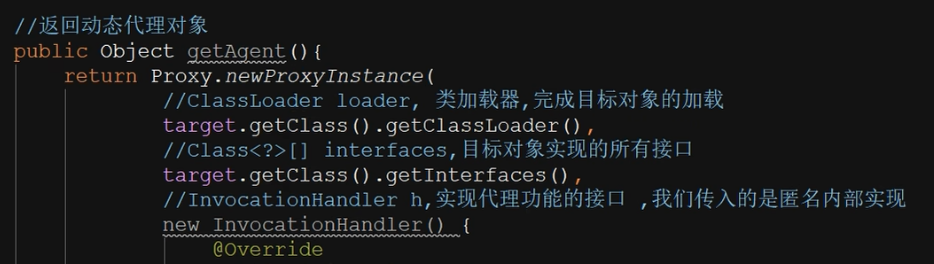 //返回动态代理对象
public Object getAgent(){
return Proxy.newProxyInstance(
//ClassLoader loader, 类加载器,完成目标对象的加载
target.getClass().getClassLoader(),
//Class<?>[] interfaces,目标对象实现的所有接口
target.getClass().getInterfaces(),
//InvocationHandler h,实现代理功能的接口 ,我们传入的是匿名内部实现
new InvocationHandler() {
@Override